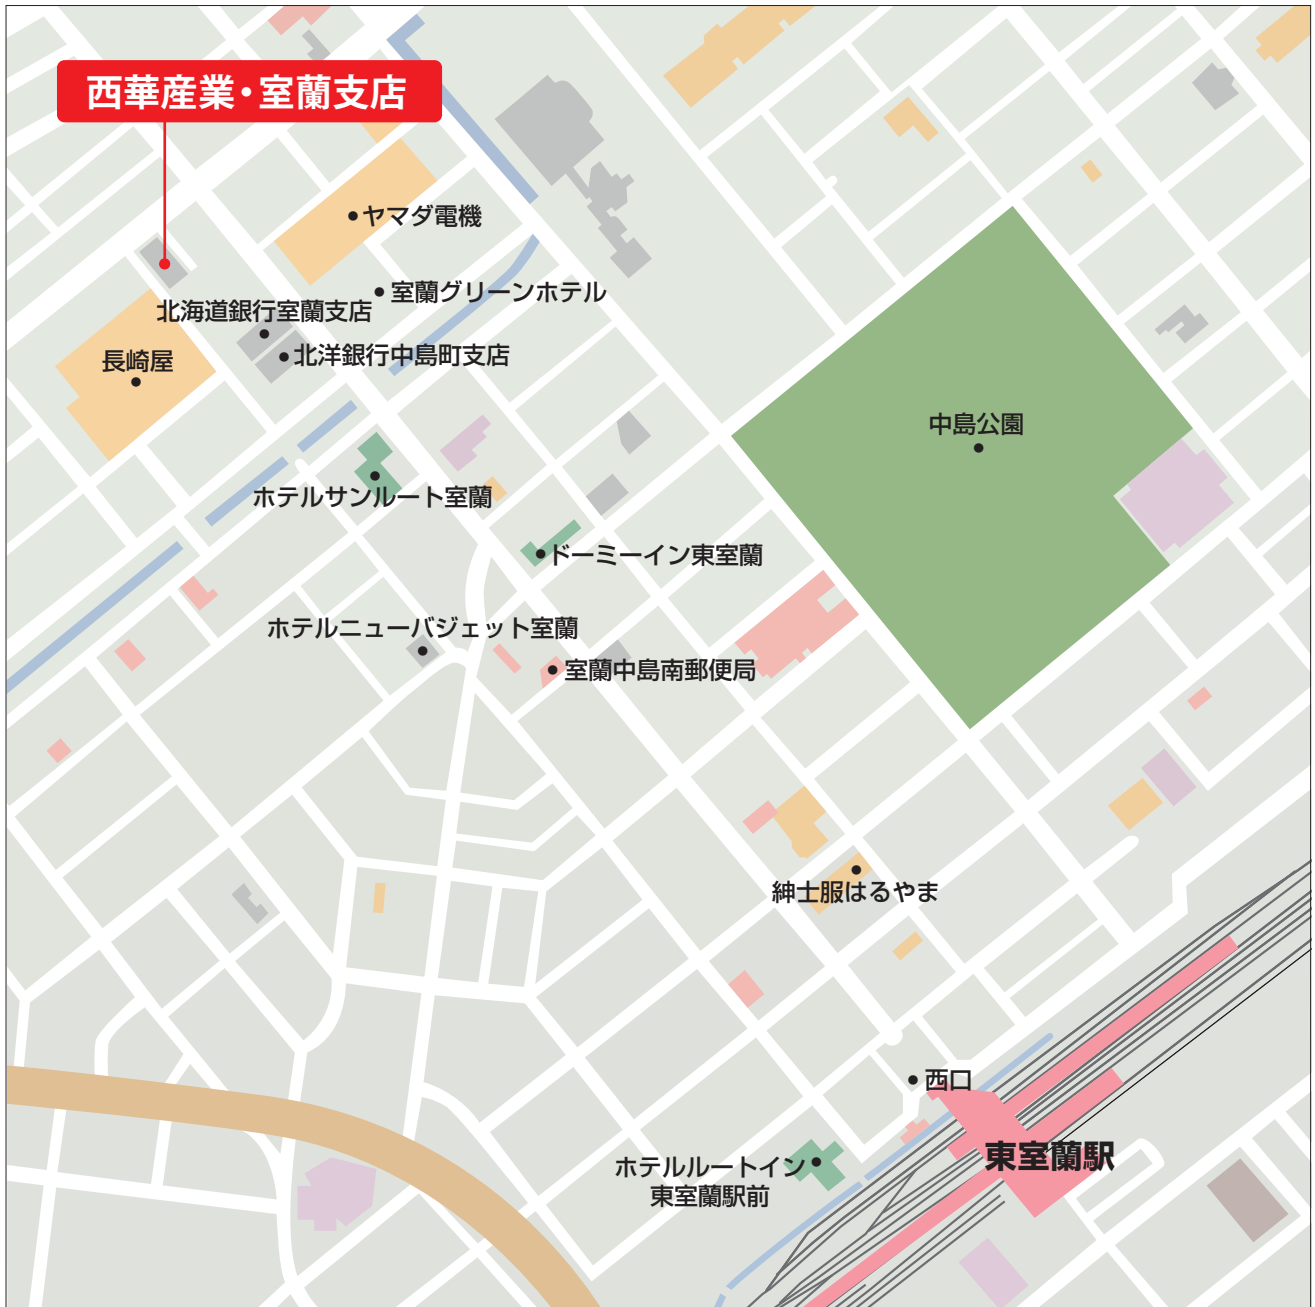 西華産業・室蘭支店
ヤマダ電機
室蘭グリーンホテル
北海道銀行室蘭支店
北洋銀行中島町支店
長崎屋
中島公園
ホテルサンルート室蘭
ドーミーイン東室蘭
ホテルニューバジェット室蘭
室蘭中島南郵便局
紳士服はるやま
西口
東室蘭駅
ホテルルートイン
東室蘭駅前